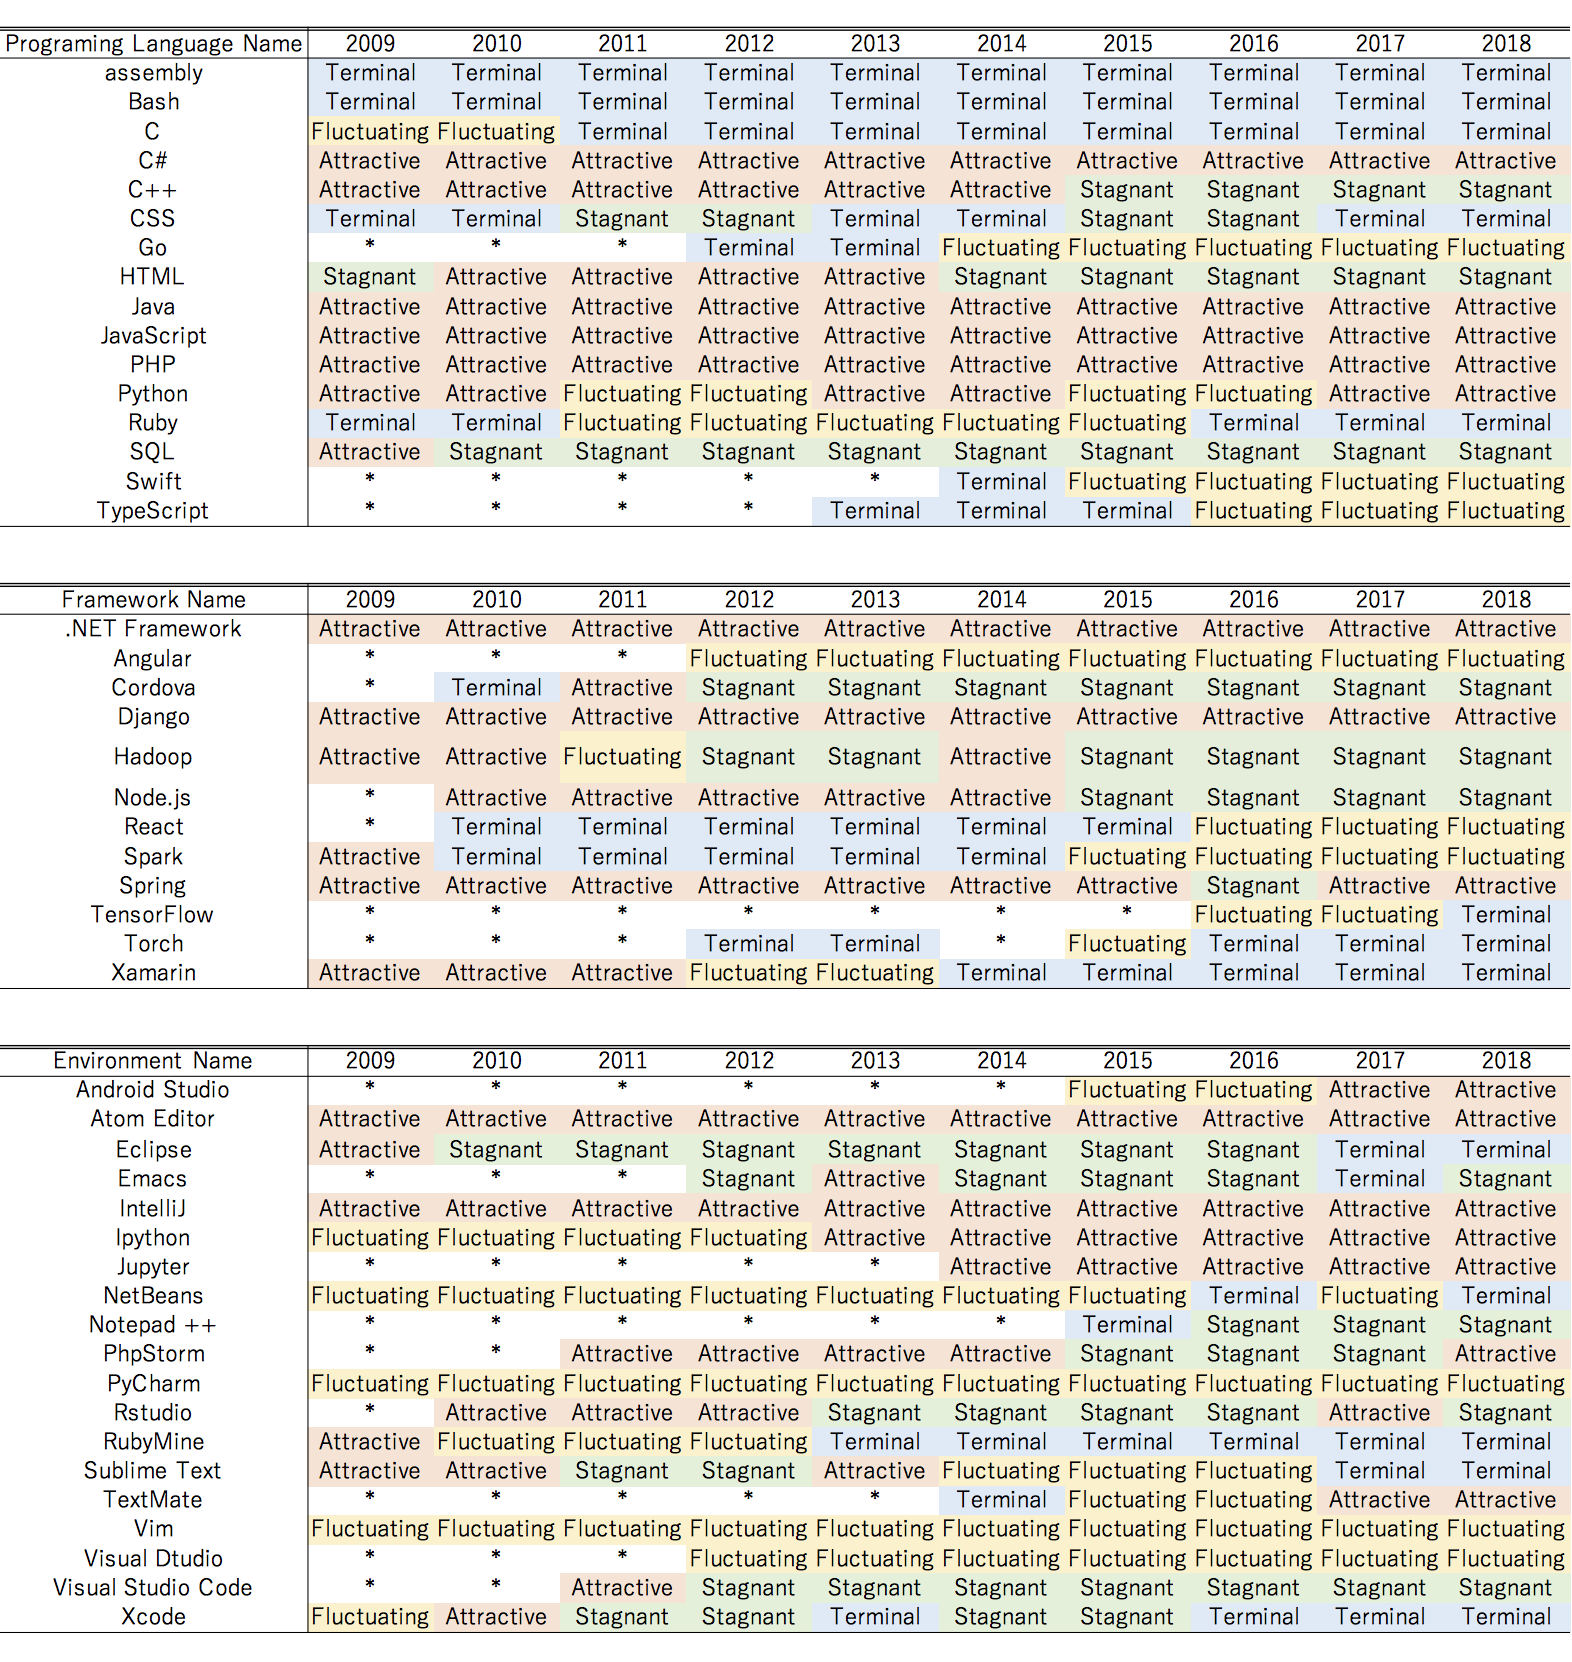 Programing Language Name 2009 2010 2011 2012 2013 2014 2015 2016 2017 2018
assembly Terminal Terminal Terminal Terminal Terminal Terminal Terminal Terminal Terminal Terminal
Bash Terminal Terminal Terminal Terminal Terminal Terminal Terminal Terminal Terminal Terminal
C Fluctuating Fluctuating Terminal Terminal Terminal Terminal Terminal Terminal Terminal Terminal
C# Attractive Attractive Attractive Attractive Attractive Attractive Attractive Attractive Attractive Attractive
C++ Attractive Attractive Attractive Attractive Attractive Attractive Stagnant Stagnant Stagnant Stagnant
CSS Terminal Terminal Stagnant Stagnant Terminal Terminal Stagnant Stagnant Terminal Terminal
Go * * * Terminal Terminal Fluctuating Fluctuating Fluctuating Fluctuating Fluctuating
HTML Stagnant Attractive Attractive Attractive Attractive Stagnant Stagnant Stagnant Stagnant Stagnant
Java Attractive Attractive Attractive Attractive Attractive Attractive Attractive Attractive Attractive Attractive
JavaScript Attractive Attractive Attractive Attractive Attractive Attractive Attractive Attractive Attractive Attractive
PHP Attractive Attractive Attractive Attractive Attractive Attractive Attractive Attractive Attractive Attractive
Python Attractive Attractive Fluctuating Fluctuating Attractive Attractive Fluctuating Fluctuating Attractive Attractive
Ruby Terminal Terminal Fluctuating Fluctuating Fluctuating Fluctuating Fluctuating Terminal Terminal Terminal
SQL Attractive Stagnant Stagnant Stagnant Stagnant Stagnant Stagnant Stagnant Stagnant Stagnant
Swift * * * * * Terminal Fluctuating Fluctuating Fluctuating Fluctuating
TypeScript * * * * Terminal Terminal Terminal Fluctuating Fluctuating Fluctuating
Framework Name 2009 2010 2011 2012 2013 2014 2015 2016 2017 2018
.NET Framework Attractive Attractive Attractive Attractive Attractive Attractive Attractive Attractive Attractive Attractive
Angular * * * Fluctuating Fluctuating Fluctuating Fluctuating Fluctuating Fluctuating Fluctuating
Cordova * Terminal Attractive Stagnant Stagnant Stagnant Stagnant Stagnant Stagnant Stagnant
Django Attractive Attractive Attractive Attractive Attractive Attractive Attractive Attractive Attractive Attractive
Hadoop Attractive Attractive Fluctuating Stagnant Stagnant Attractive Stagnant Stagnant Stagnant Stagnant
Node.js * Attractive Attractive Attractive Attractive Attractive Stagnant Stagnant Stagnant Stagnant
React * Terminal Terminal Terminal Terminal Terminal Terminal Fluctuating Fluctuating Fluctuating
Spark Attractive Terminal Terminal Terminal Terminal Terminal Fluctuating Fluctuating Fluctuating Fluctuating
Spring Attractive Attractive Attractive Attractive Attractive Attractive Attractive Stagnant Attractive Attractive
TensorFlow * * * * * * * Fluctuating Fluctuating Terminal
Torch * * * Terminal Terminal * Fluctuating Terminal Terminal Terminal
Xamarin Attractive Attractive Attractive Fluctuating Fluctuating Terminal Terminal Terminal Terminal Terminal
Environment Name 2009 2010 2011 2012 2013 2014 2015 2016 2017 2018
Android Studio * * * * * * Fluctuating Fluctuating Attractive Attractive
Atom Editor Attractive Attractive Attractive Attractive Attractive Attractive Attractive Attractive Attractive Attractive
Eclipse Attractive Stagnant Stagnant Stagnant Stagnant Stagnant Stagnant Stagnant Terminal Terminal
Emacs * * * Stagnant Attractive Stagnant Stagnant Stagnant Terminal Stagnant
IntelliJ Attractive Attractive Attractive Attractive Attractive Attractive Attractive Attractive Attractive Attractive
Ipython Fluctuating Fluctuating Fluctuating Fluctuating Attractive Attractive Attractive Attractive Attractive Attractive
Jupyter * * * * * Attractive Attractive Attractive Attractive Attractive
NetBeans Fluctuating Fluctuating Fluctuating Fluctuating Fluctuating Fluctuating Fluctuating Terminal Fluctuating Terminal
Notepad ++ * * * * * * Terminal Stagnant Stagnant Stagnant
PhpStorm * * Attractive Attractive Attractive Attractive Stagnant Stagnant Stagnant Attractive
PyCharm Fluctuating Fluctuating Fluctuating Fluctuating Fluctuating Fluctuating Fluctuating Fluctuating Fluctuating Fluctuating
Rstudio * Attractive Attractive Attractive Stagnant Stagnant Stagnant Stagnant Attractive Stagnant
RubyMine Attractive Fluctuating Fluctuating Fluctuating Terminal Terminal Terminal Terminal Terminal Terminal
Sublime Text Attractive Attractive Stagnant Stagnant Attractive Fluctuating Fluctuating Fluctuating Terminal Terminal
TextMate * * * * * Terminal Fluctuating Fluctuating Attractive Attractive
Vim Fluctuating Fluctuating Fluctuating Fluctuating Fluctuating Fluctuating Fluctuating Fluctuating Fluctuating Fluctuating
Visual Dtudio * * * Fluctuating Fluctuating Fluctuating Fluctuating Fluctuating Fluctuating Fluctuating
Visual Studio Code * * Attractive Stagnant Stagnant Stagnant Stagnant Stagnant Stagnant Stagnant
Xcode Fluctuating Attractive Stagnant Stagnant Terminal Stagnant Stagnant Terminal Terminal Terminal